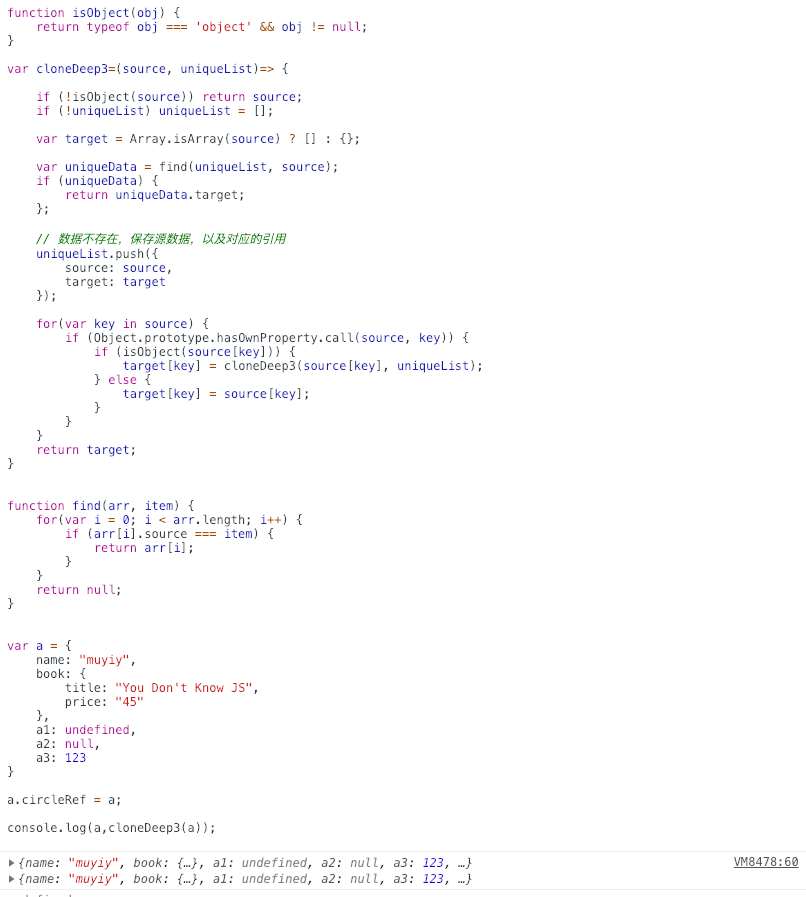 function isObject(obj) {
    return typeof obj === 'object' && obj != null;
}
var cloneDeep3=(source, uniqueList)=> {
    if (!isObject(source)) return source;
    if (!uniqueList) uniqueList = [];
    var target = Array.isArray(source) ? [] : {};
    var uniqueData = find(uniqueList, source);
    if (uniqueData) {
        return uniqueData.target;
    };
    // 数据不存在，保存源数据，以及对应的引用
    uniqueList.push({
        source: source,
        target: target
    });
    for(var key in source) {
        if (Object.prototype.hasOwnProperty.call(source, key)) {
            if (isObject(source[key])) {
                target[key] = cloneDeep3(source[key], uniqueList);
            } else {
                target[key] = source[key];
            }
        }
    }
    return target;
}
function find(arr, item) {
    for(var i = 0; i < arr.length; i++) {
        if (arr[i].source === item) {
            return arr[i];
        }
    }
    return null;
}
var a = {
    name: "muyiy",
    book: {
        title: "You Don't Know JS",
        price: "45"
    },
    a1: undefined,
    a2: null,
    a3: 123
}
a.circleRef = a;
console.log(a,cloneDeep3(a));
{name: "muyiy", book: {…}, a1: undefined, a2: null, a3: 123, …} VM8478:60
{name: "muyiy", book: {…}, a1: undefined, a2: null, a3: 123, …}